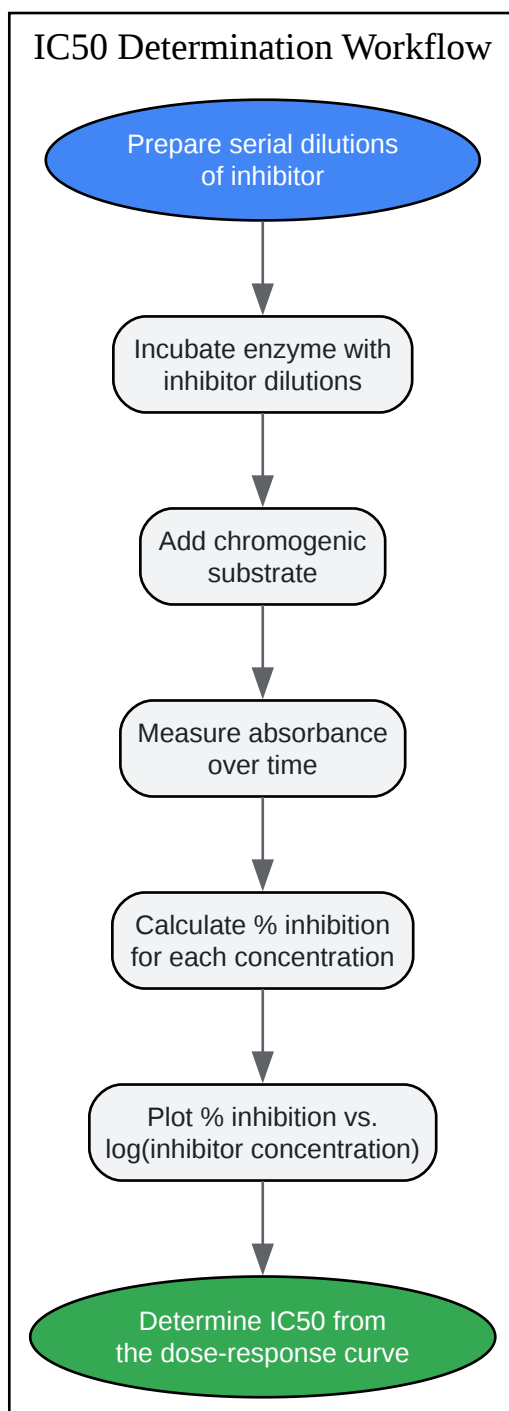 IC50 Determination Workflow
Prepare serial dilutions
of inhibitor
Incubate enzyme with
inhibitor dilutions
Add chromogenic
substrate
Measure absorbance
over time
Calculate % inhibition
for each concentration
Plot % inhibition vs.
log(inhibitor concentration)
Determine IC50 from
the dose-response curve